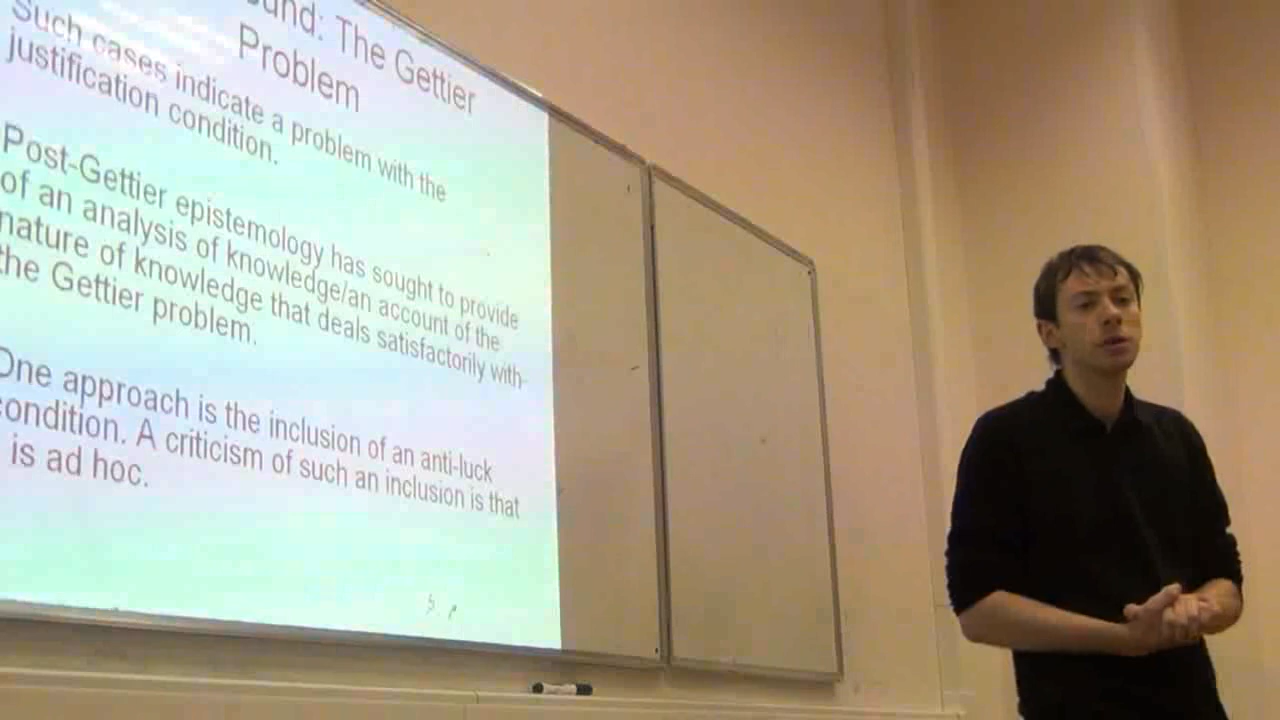 und: The Gettier
Problem
Such cases indicate a problem with the
justification condition.
Post-Gettier epistemology has sought to provide
of an analysis of knowledge/an account of the
nature of knowledge that deals satisfactorily with
the Gettier problem.
One approach is the inclusion of an anti-luck
condition. A criticism of such an inclusion is that
is ad hoc.